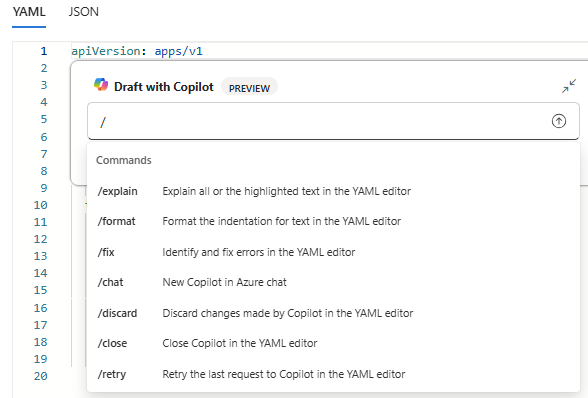 YAML JSON
1 apiVersion: apps/v1
2
3 Draft with Copilot PREVIEW
4
5 /
6
7
8
9
10
11
12
13
14
15
16
17
18
19
20
Commands
/explain Explain all or the highlighted text in the YAML editor
/format Format the indentation for text in the YAML editor
/fix Identify and fix errors in the YAML editor
/chat New Copilot in Azure chat
/discard Discard changes made by Copilot in the YAML editor
/close Close Copilot in the YAML editor
/retry Retry the last request to Copilot in the YAML editor